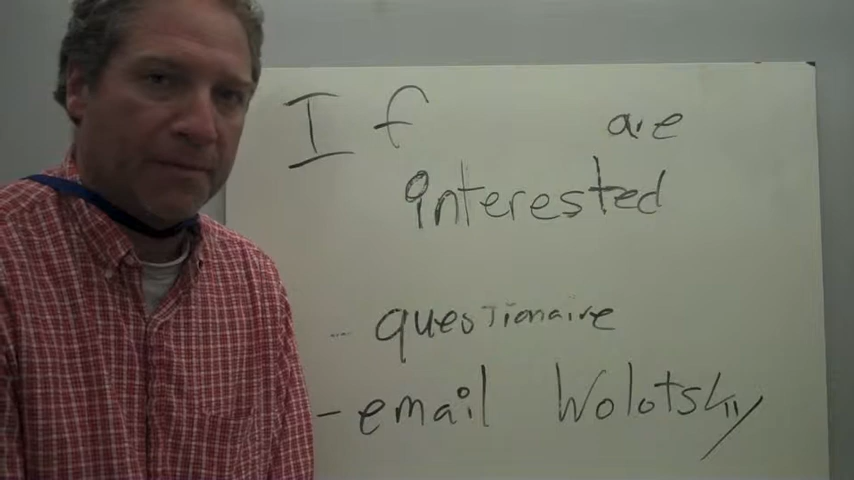 If are
interested
- questionaire
- email Wolotsky